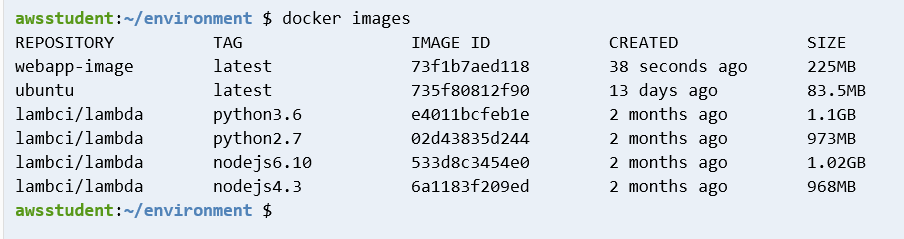 awsstudent:~/environment $ docker images
REPOSITORY TAG IMAGE ID CREATED SIZE
webapp-image latest 73f1b7aed118 38 seconds ago 225MB
ubuntu latest 735f80812f90 13 days ago 83.5MB
lambci/lambda python3.6 e4011bcfeb1e 2 months ago 1.1GB
lambci/lambda python2.7 02d43835d244 2 months ago 973MB
lambci/lambda nodejs6.10 533d8c3454e0 2 months ago 1.02GB
lambci/lambda nodejs4.3 6a1183f209ed 2 months ago 968MB
awsstudent:~/environment $